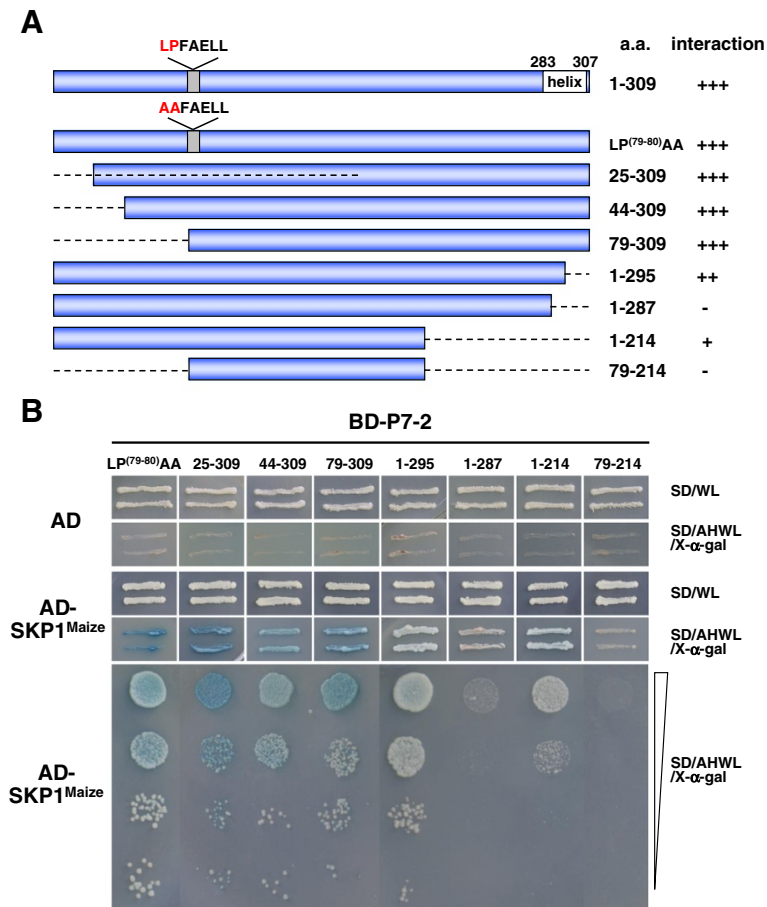 A
LPFAELL
a.a. interaction
283 307
helix
1-309 +++
AAFAELL
LP(79-80)AA +++
25-309 +++
44-309 +++
79-309 +++
1-295 ++
1-287 -
1-214 +
79-214 -
B
BD-P7-2
LP(79-80)AA 25-309 44-309 79-309 1-295 1-287 1-214 79-214
AD
SD/WL
SD/AHWL
/X-α-gal
AD-
SKP1Maize
SD/WL
SD/AHWL
/X-α-gal
AD-
SKP1Maize
SD/AHWL
/X-α-gal